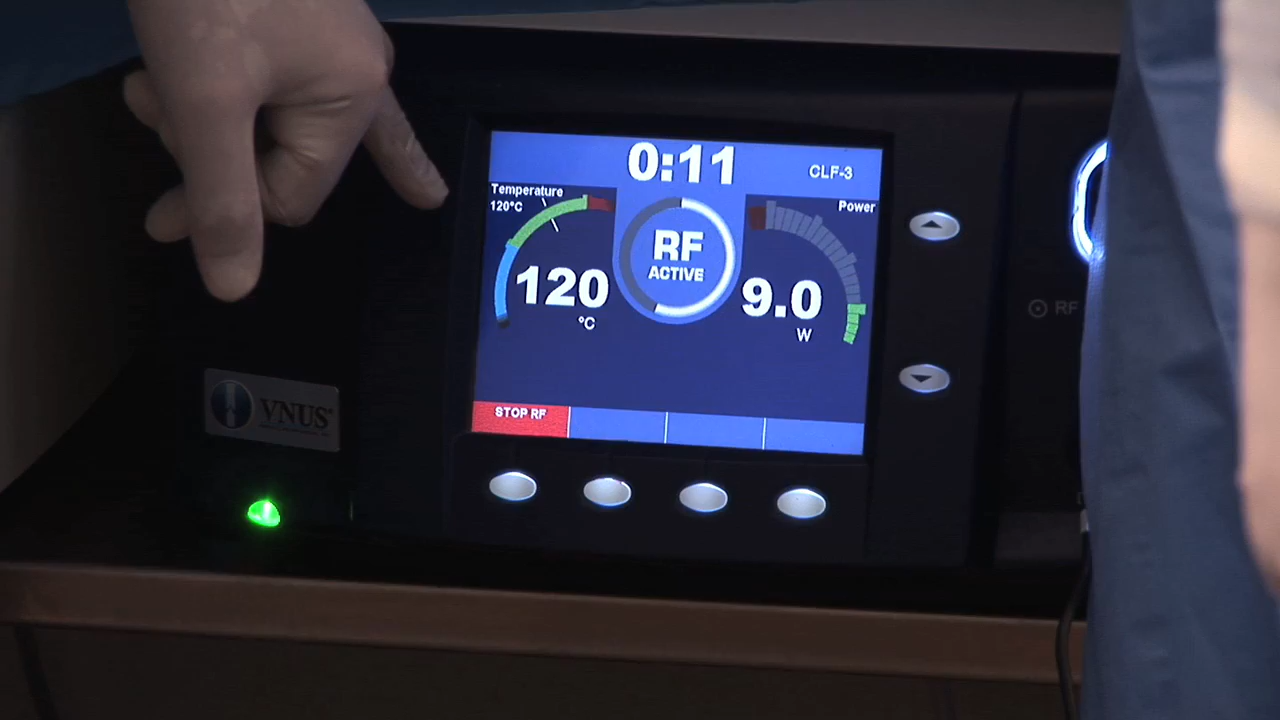 0:11
CLF-3
Temperature
120°C
Power
RF
ACTIVE
120
°C
9.0
W
STOP RF
VNUS®
RF